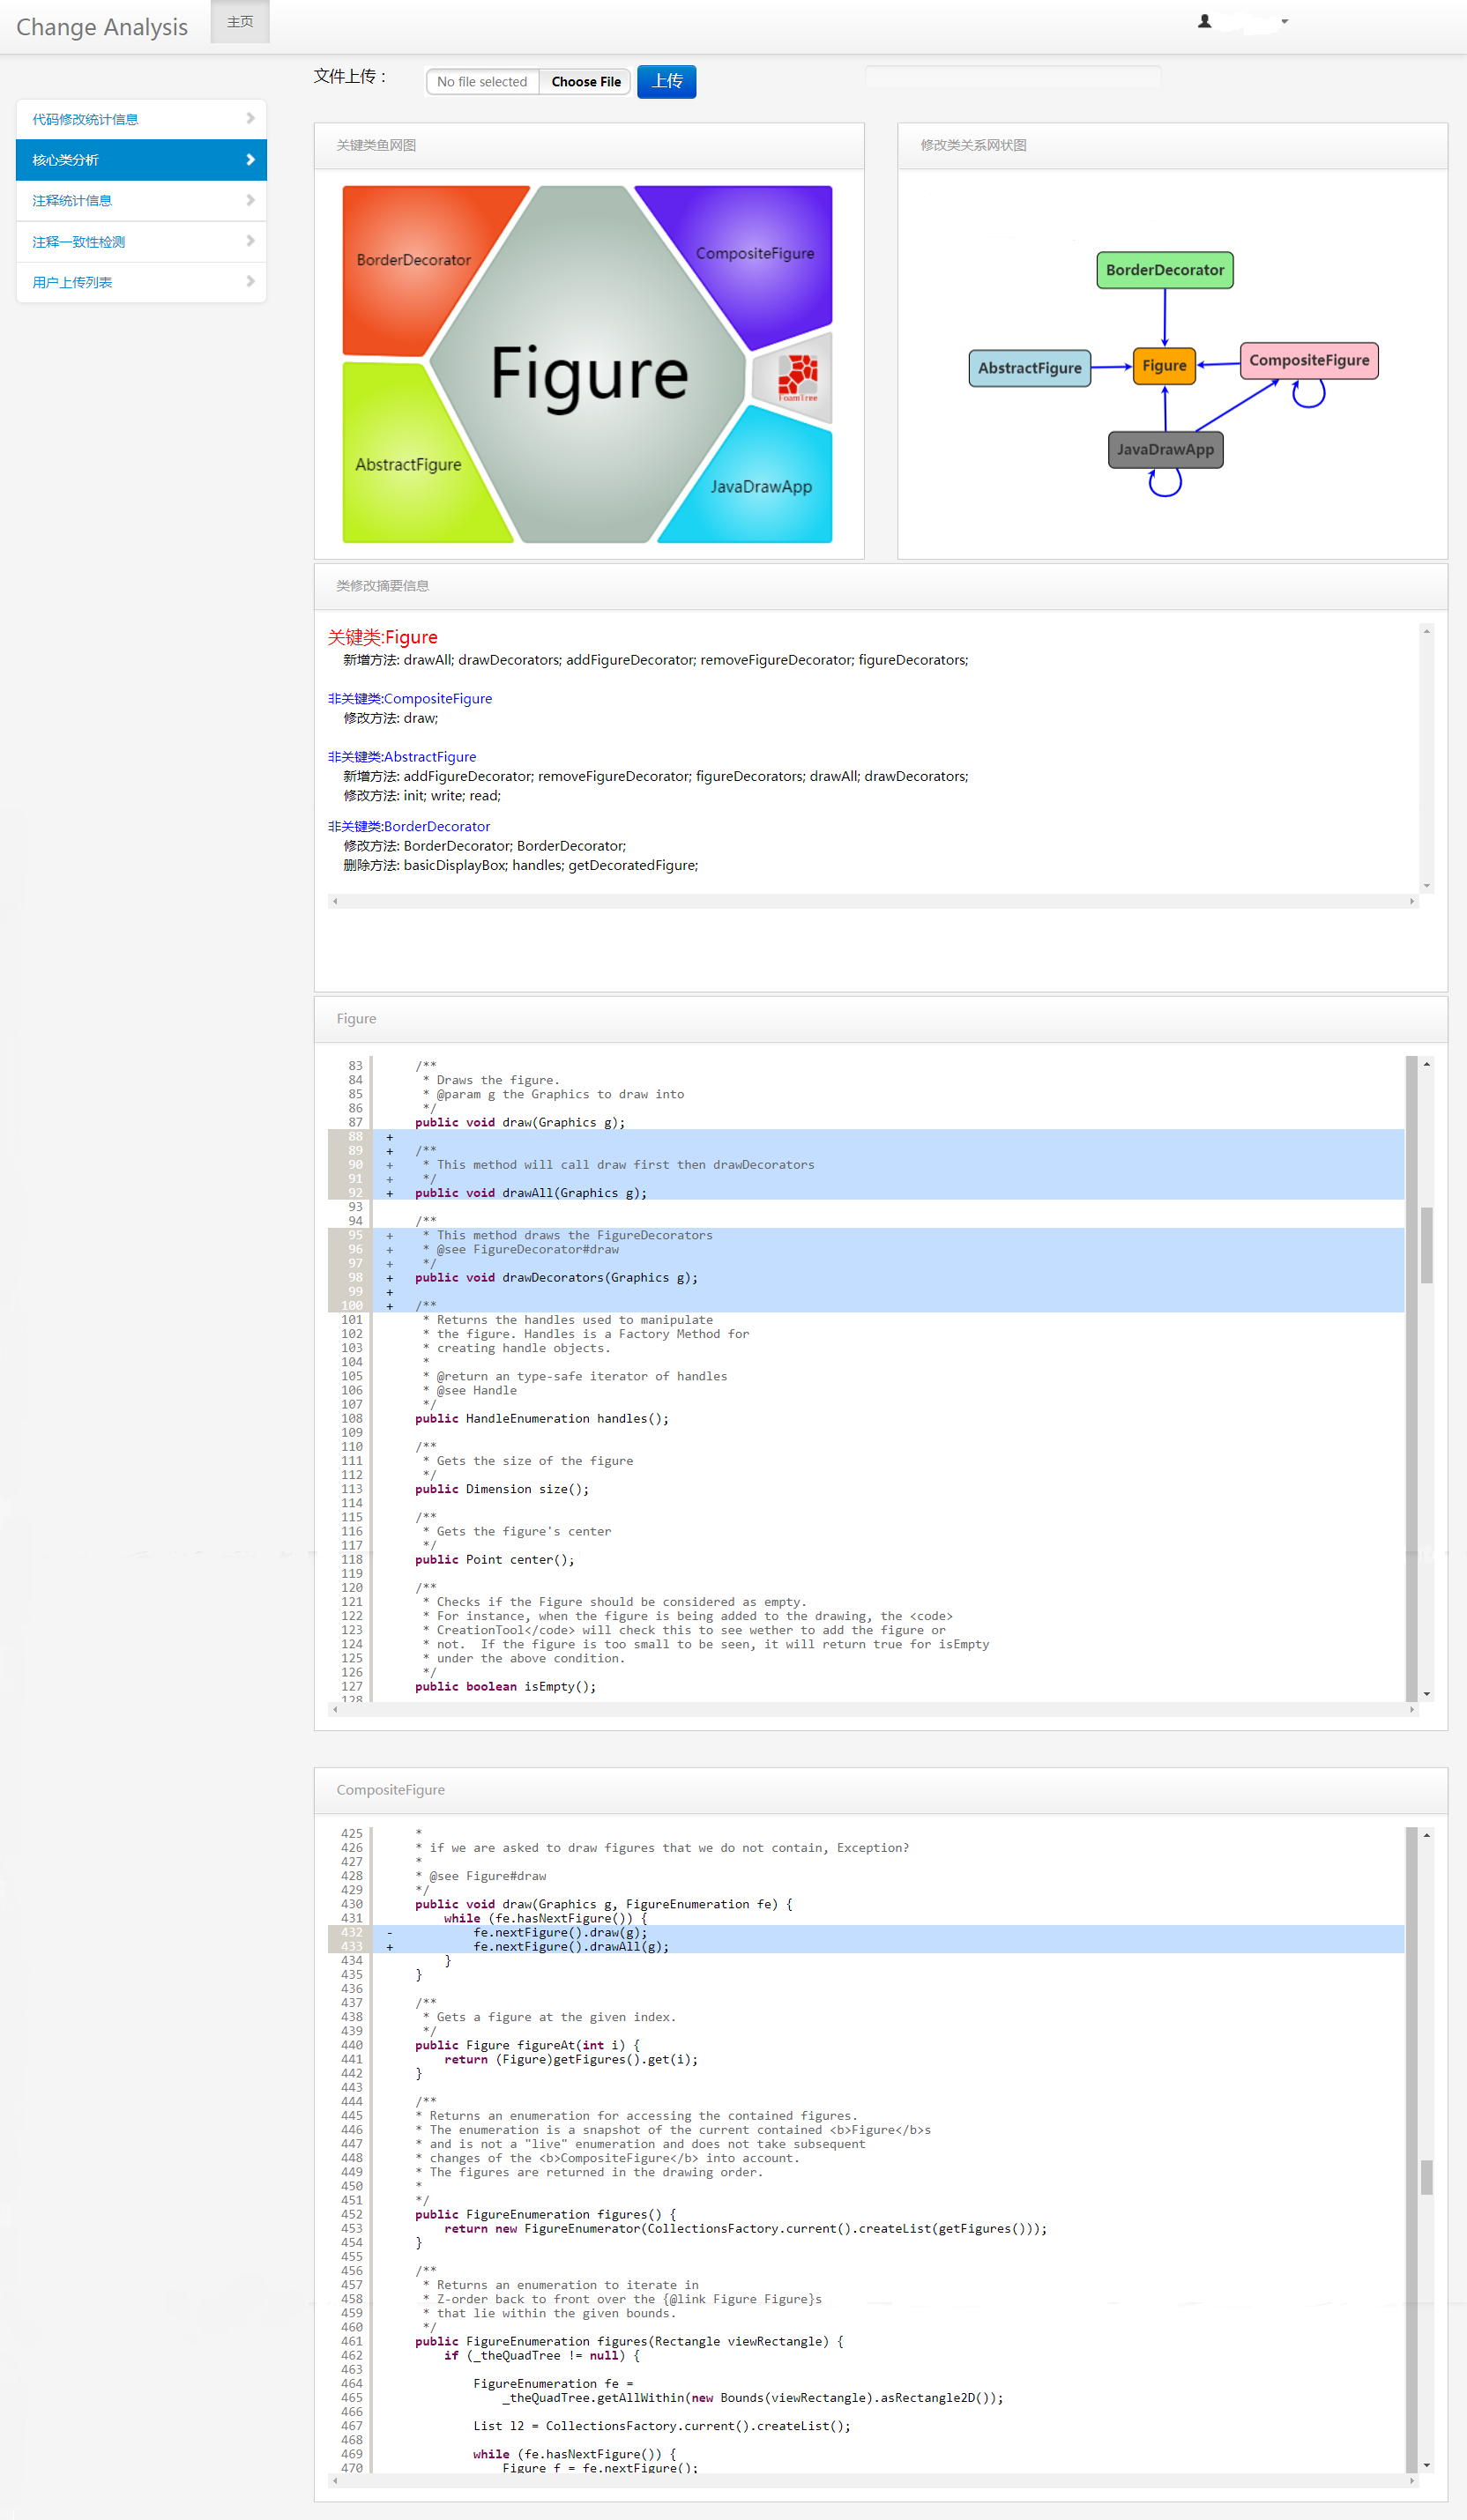 Change Analysis
主页
文件上传：
No file selected
Choose File
上传
代码修改统计信息
核心类分析
注释统计信息
注释一致性检测
用户上传列表
关键类鱼网图
BorderDecorator
CompositeFigure
Figure
FoamTree
AbstractFigure
JavaDrawApp
修改类关系网状图
BorderDecorator
AbstractFigure
Figure
CompositeFigure
JavaDrawApp
类修改摘要信息
关键类:Figure
新增方法: drawAll; drawDecorators; addFigureDecorator; removeFigureDecorator; figureDecorators;
非关键类:CompositeFigure
修改方法: draw;
非关键类:AbstractFigure
新增方法: addFigureDecorator; removeFigureDecorator; figureDecorators; drawAll; drawDecorators;
修改方法: init; write; read;
非关键类:BorderDecorator
修改方法: BorderDecorator; BorderDecorator;
删除方法: basicDisplayBox; handles; getDecoratedFigure;
Figure
83 /**
84 * Draws the figure.
85 * @param g the Graphics to draw into
86 */
87 public void draw(Graphics g);
88 +
89 + /**
90 + * This method will call draw first then drawDecorators
91 + */
92 + public void drawAll(Graphics g);
93
94 /**
95 + * This method draws the FigureDecorators
96 + * @see FigureDecorator#draw
97 + */
98 + public void drawDecorators(Graphics g);
99 +
100 + /**
101 * Returns the handles used to manipulate
102 * the figure. Handles is a Factory Method for
103 * creating handle objects.
104 *
105 * @return an type-safe iterator of handles
106 * @see Handle
107 */
108 public HandleEnumeration handles();
109
110 /**
111 * Gets the size of the figure
112 */
113 public Dimension size();
114
115 /**
116 * Gets the figure's center
117 */
118 public Point center();
119
120 /**
121 * Checks if the Figure should be considered as empty.
122 * For instance, when the figure is being added to the drawing, the <code>
123 * CreationTool</code> will check this to see wether to add the figure or
124 * not.  If the figure is too small to be seen, it will return true for isEmpty
125 * under the above condition.
126 */
127 public boolean isEmpty();
128
CompositeFigure
425 *
426 * if we are asked to draw figures that we do not contain, Exception?
427 *
428 * @see Figure#draw
429 */
430 public void draw(Graphics g, FigureEnumeration fe) {
431 while (fe.hasNextFigure()) {
432 - fe.nextFigure().draw(g);
433 + fe.nextFigure().drawAll(g);
434 }
435 }
436
437 /**
438 * Gets a figure at the given index.
439 */
440 public Figure figureAt(int i) {
441 return (Figure)getFigures().get(i);
442 }
443
444 /**
445 * Returns an enumeration for accessing the contained figures.
446 * The enumeration is a snapshot of the current contained <b>Figure</b>s
447 * and is not a "live" enumeration and does not take subsequent
448 * changes of the <b>CompositeFigure</b> into account.
449 * The figures are returned in the drawing order.
450 *
451 */
452 public FigureEnumeration figures() {
453 return new FigureEnumerator(CollectionsFactory.current().createList(getFigures()));
454 }
455
456 /**
457 * Returns an enumeration to iterate in
458 * Z-order back to front over the {@link Figure Figure}s
459 * that lie within the given bounds.
460 */
461 public FigureEnumeration figures(Rectangle viewRectangle) {
462 if (_theQuadTree != null) {
463
464 FigureEnumeration fe =
465 _theQuadTree.getAllWithin(new Bounds(viewRectangle).asRectangle2D());
466
467 List l2 = CollectionsFactory.current().createList();
468
469 while (fe.hasNextFigure()) {
470 Figure f = fe.nextFigure();